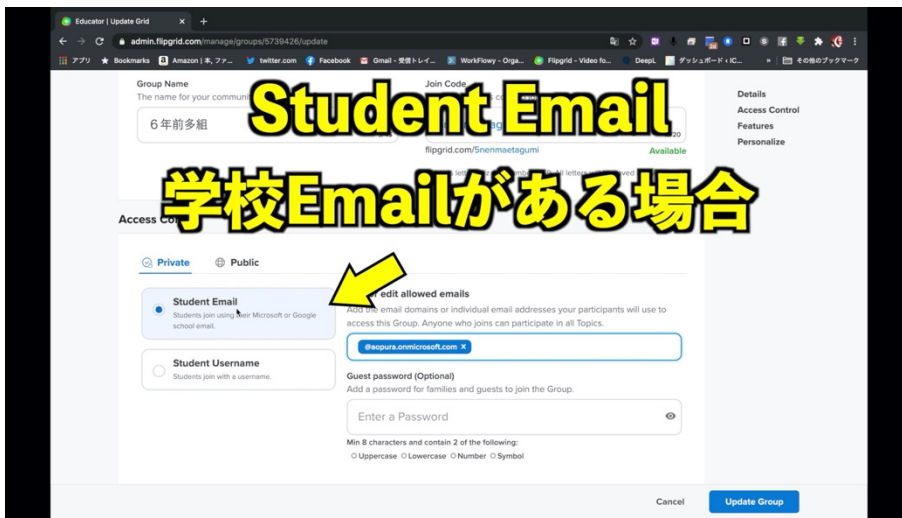 Educator | Update Grid
admin.flipgrid.com/manage/groups/5739426/update
アプリ Bookmarks Amazon | 本, ファ... twitter.com Facebook Gmail - 受信トレイ... WorkFlowy - Orga... Flipgrid - Video fo... DeepL ダッシュボード ‹ IC... » その他のブックマーク
Group Name
The name for your
Join Code
Student Email
６年前多組
flipgrid.com/5nenmaetagumi
Available
学校Emailがある場合
Details
Access Control
Features
Personalize
Access
Private Public
Student Email
Students join using their Microsoft or Google
school email.
Student Username
Students join with a username.
edit allowed emails
Add the email domains or individual email addresses your participants will use to
access this Group. Anyone who joins can participate in all Topics.
@aopura.onmicrosoft.com X
Guest password (Optional)
Add a password for families and guests to join the Group.
Enter a Password
Min 8 characters and contain 2 of the following:
Uppercase Lowercase Number Symbol
Cancel Update Group